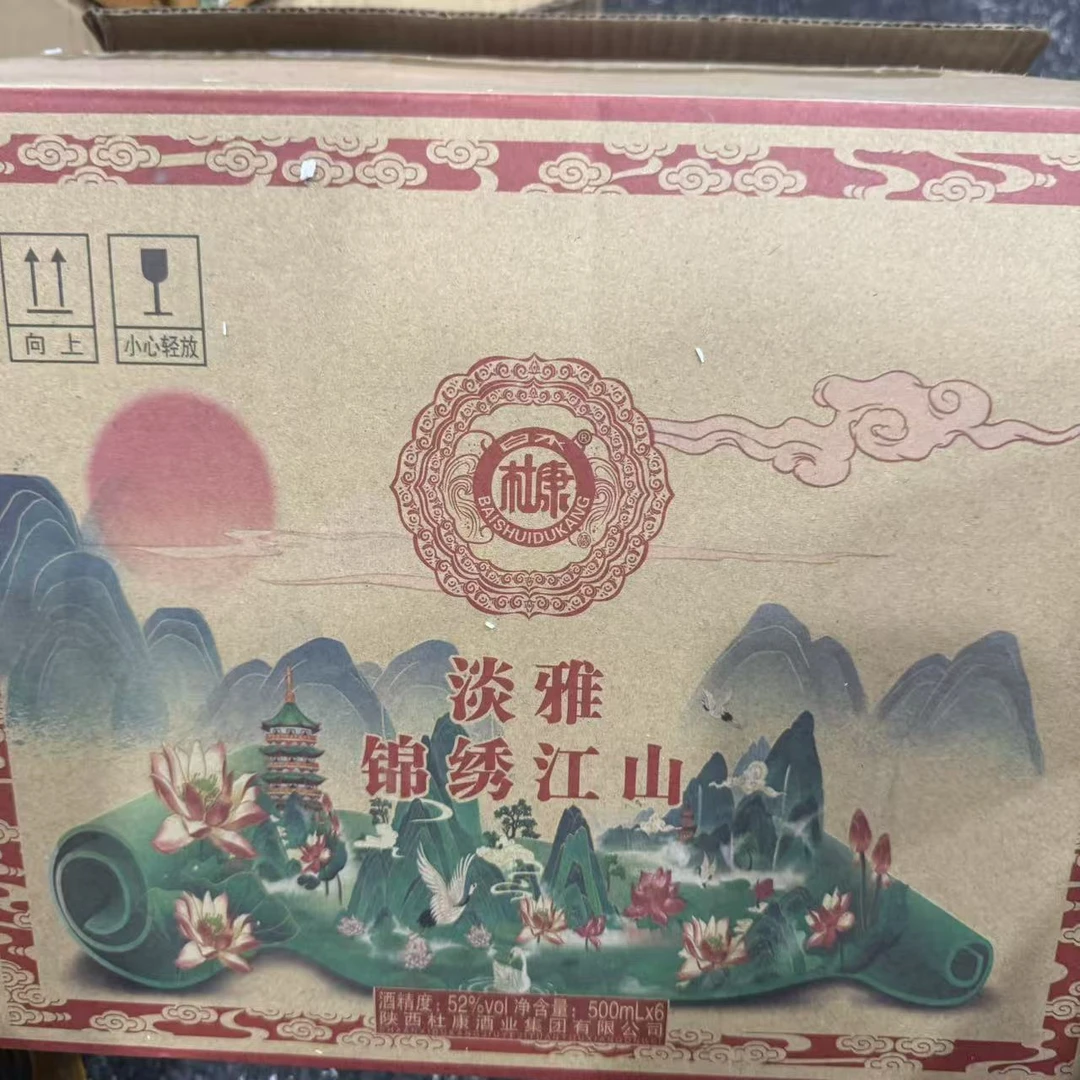 向上
小心轻放
白水
®
杜康
BAISHUIDUKANG
淡雅
锦绣江山
酒精度：52%vol 净含量：500mLx6
陕西杜康酒业集团有限公司